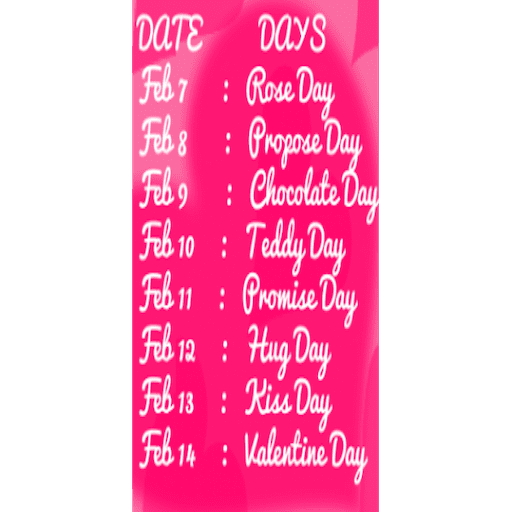 DATE DAYS
Feb 7 : Rose Day
Feb 8 : Propose Day
Feb 9 : Chocolate Day
Feb 10 : Teddy Day
Feb 11 : Promise Day
Feb 12 : Hug Day
Feb 13 : Kiss Day
Feb 14 : Valentine Day